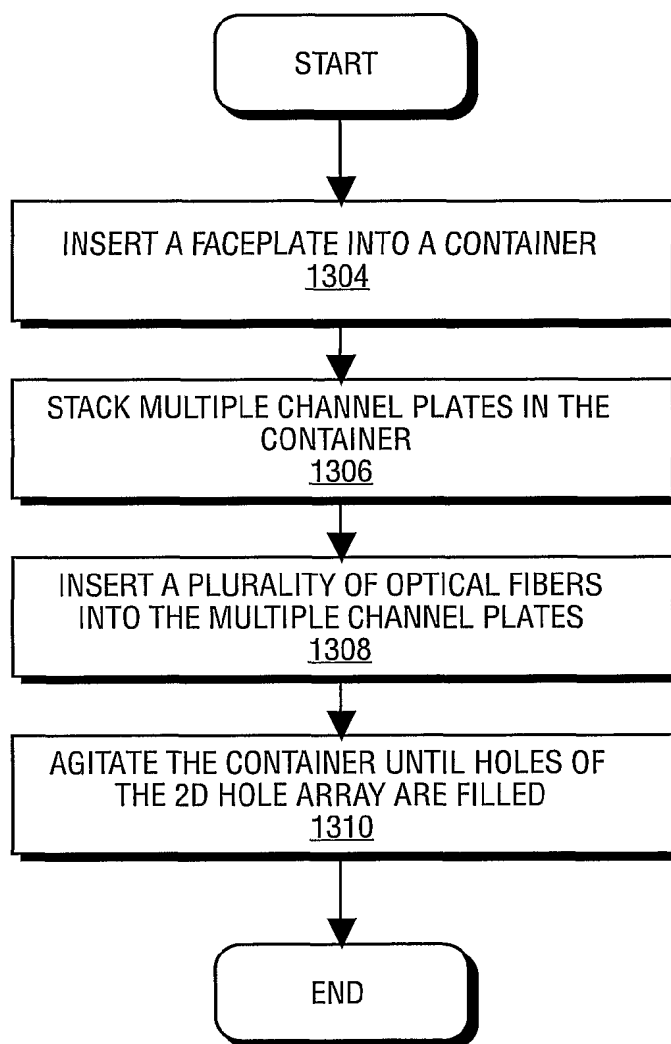 START
INSERT A FACEPLATE INTO A CONTAINER
1304
STACK MULTIPLE CHANNEL PLATES IN THE
CONTAINER
1306
INSERT A PLURALITY OF OPTICAL FIBERS
INTO THE MULTIPLE CHANNEL PLATES
1308
AGITATE THE CONTAINER UNTIL HOLES OF
THE 2D HOLE ARRAY ARE FILLED
1310
END